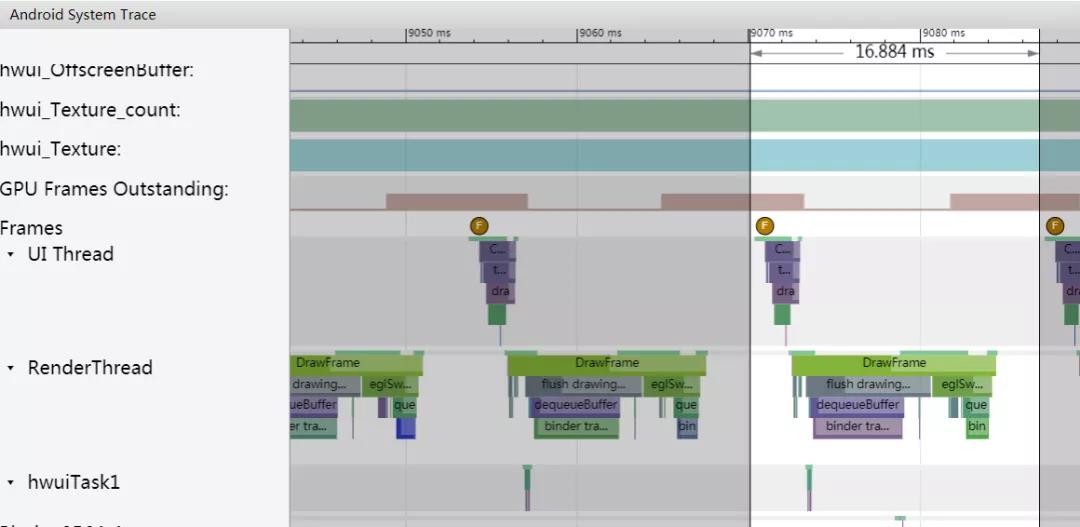 Android System Trace
9050 ms
9060 ms
9070 ms
9080 ms
16.884 ms
hwui_OffscreenBuffer:
hwui_Texture_count:
hwui_Texture:
GPU Frames Outstanding:
Frames
F F F
UI Thread
C... C... C...
t... t... t...
dra dra dra
RenderThread
DrawFrame DrawFrame DrawFrame
drawing... eglSw... flush drawing... eglSw... flush drawing... eglSw...
ueBuffer que dequeueBuffer que dequeueBuffer que
er tra... binder tra... bin binder tra... bin
hwuiTask1